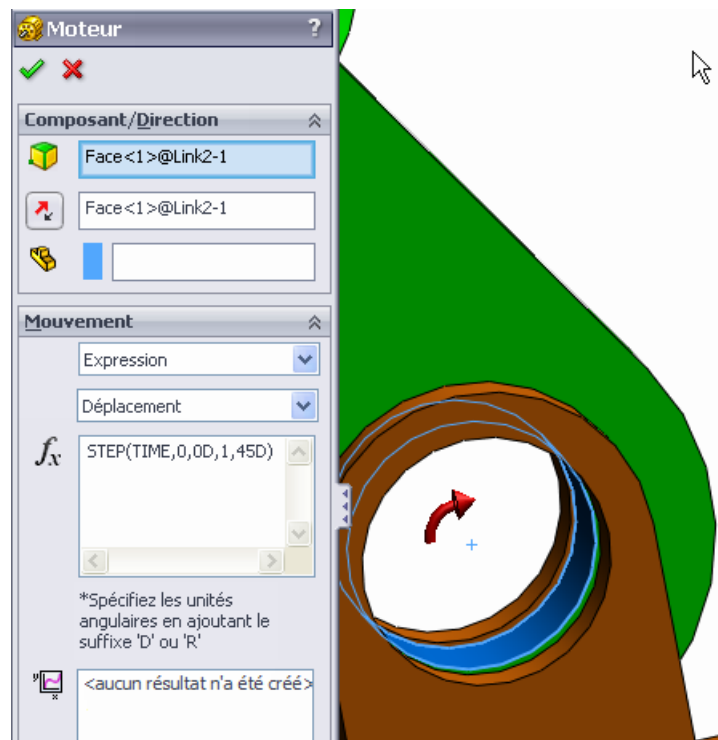 Moteur ?
Composant/Direction
Face<1>@Link2-1
Face<1>@Link2-1
Mouvement
Expression
Déplacement
fx
STEP(TIME,0,0D,1,45D)
*Spécifiez les unités
angulaires en ajoutant le
suffixe 'D' ou 'R'
<aucun résultat n'a été créé>